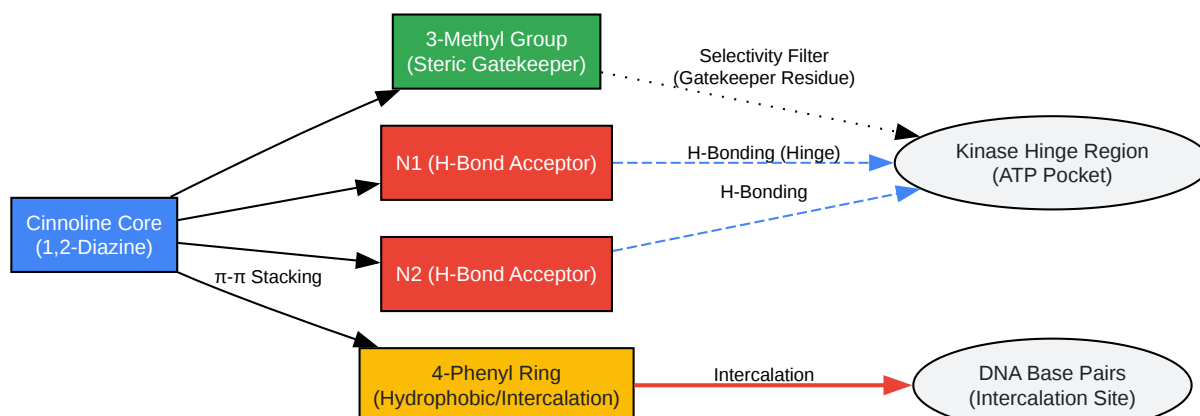 3-Methyl Group
(Steric Gatekeeper)
Selectivity Filter
(Gatekeeper Residue)
N1 (H-Bond Acceptor)
H-Bonding (Hinge)
Kinase Hinge Region
(ATP Pocket)
H-Bonding
Cinnoline Core
(1,2-Diazine)
N2 (H-Bond Acceptor)
π-π Stacking
4-Phenyl Ring
(Hydrophobic/Intercalation)
Intercalation
DNA Base Pairs
(Intercalation Site)